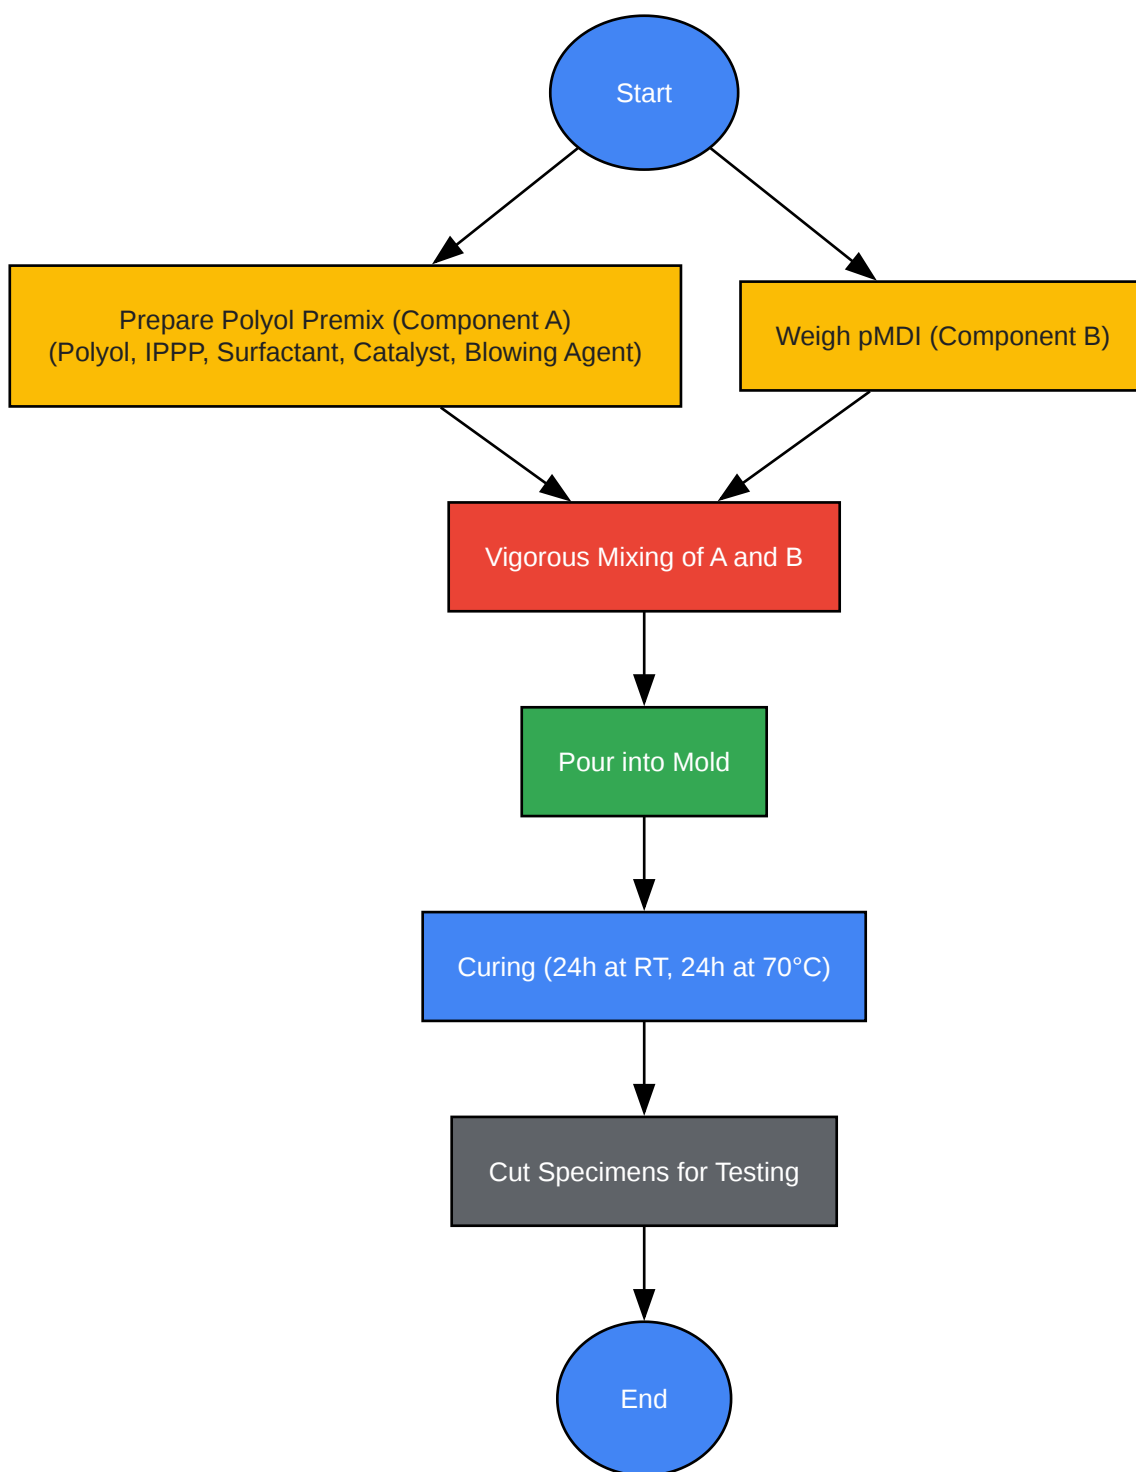 Start
Prepare Polyol Premix (Component A)
(Polyol, IPPP, Surfactant, Catalyst, Blowing Agent)
Weigh pMDI (Component B)
Vigorous Mixing of A and B
Pour into Mold
Curing (24h at RT, 24h at 70°C)
Cut Specimens for Testing
End